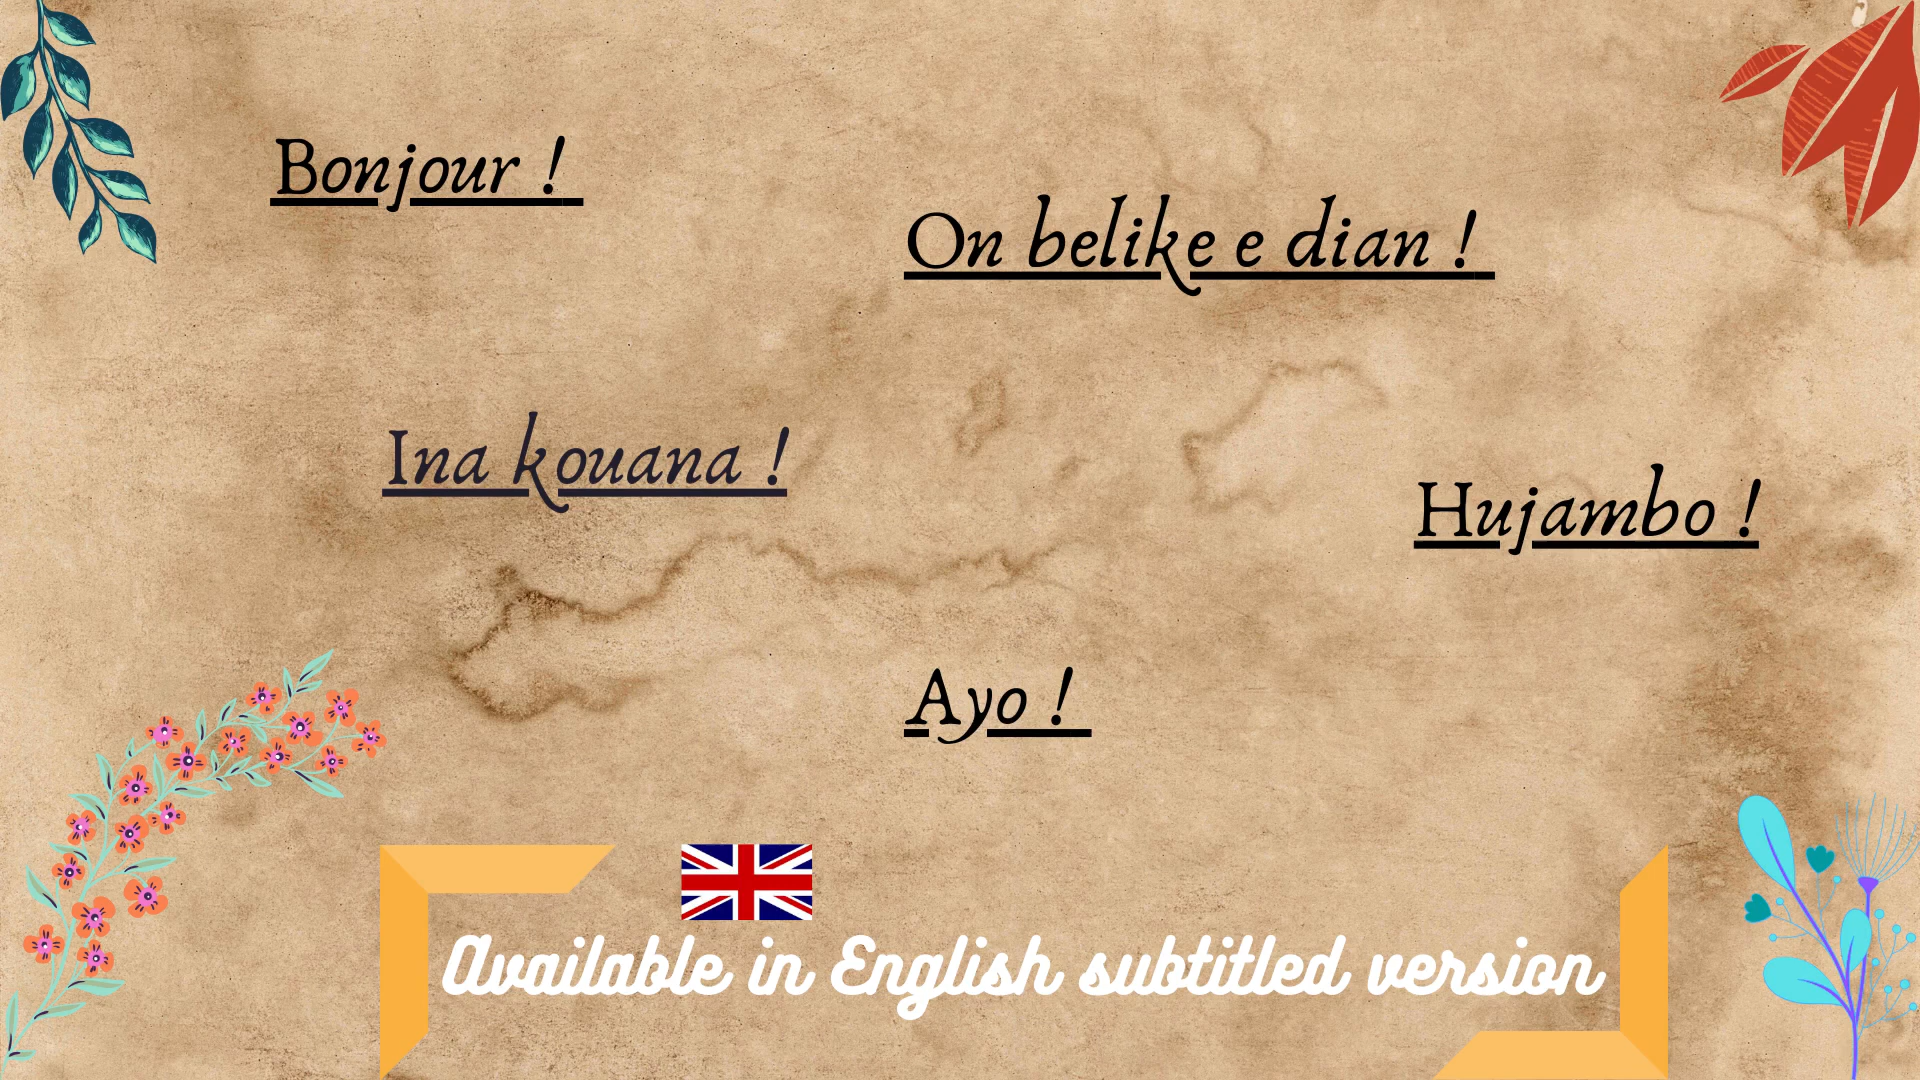 Bonjour !
On belike e dian !
Ina kouana !
Hujambo !
Ayo !
Available in English subtitled version